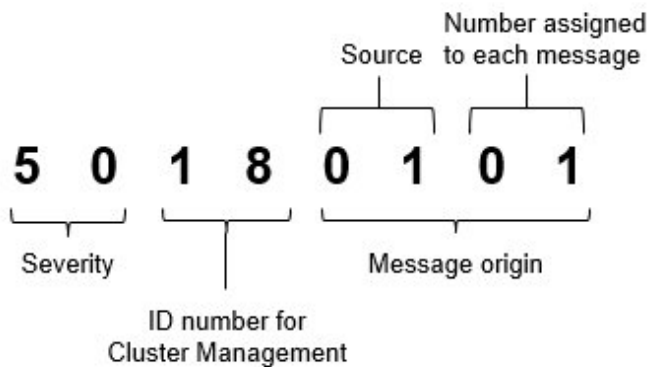 Number assigned
to each message
Source
5 0 1 8 0 1 0 1
Severity
Message origin
ID number for
Cluster Management